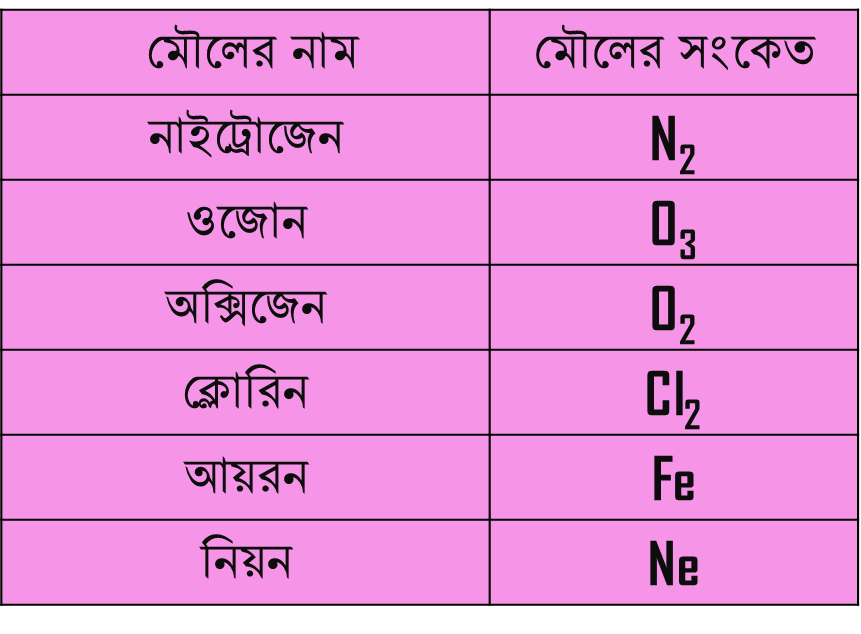 মৌলের নাম মৌলের সংকেত
নাইট্রোজেন N₂
ওজোন O₃
অক্সিজেন O₂
ক্লোরিন Cl₂
আয়রন Fe
নিয়ন Ne